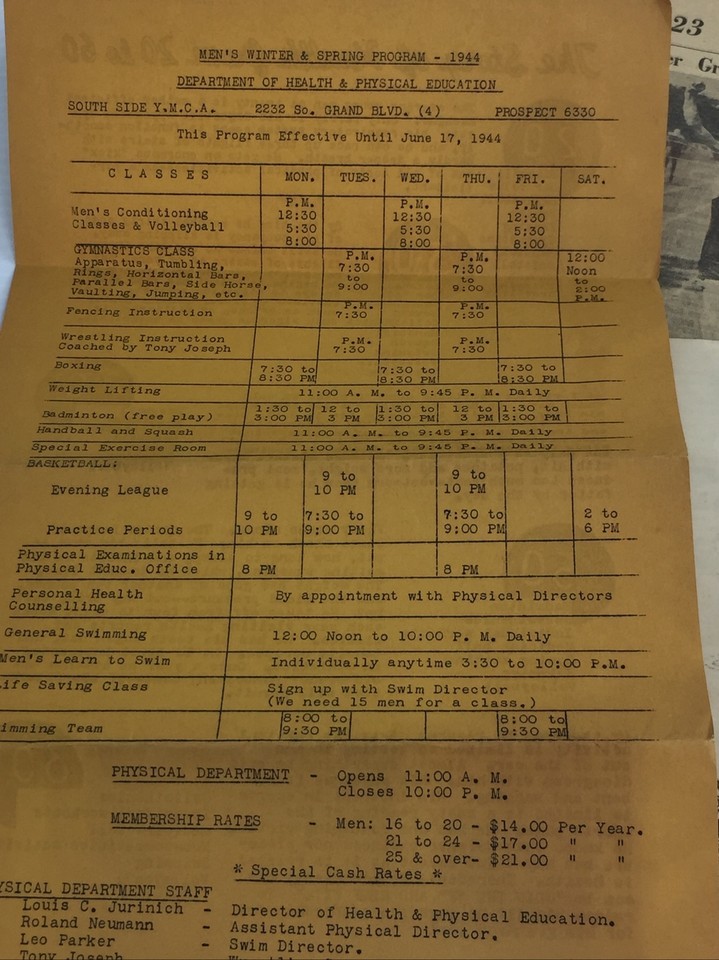 MEN'S WINTER & SPRING PROGRAM - 1944
DEPARTMENT OF HEALTH & PHYSICAL EDUCATION
SOUTH SIDE Y.M.C.A. 2232 So. GRAND BLVD. (4) PROSPECT 6330
This Program Effective Until June 17, 1944
CLASSES MON. TUES. WED. THU. FRI. SAT.
P.M. P.M. P.M.
Men's Conditioning 12:30 12:30 12:30
Classes & Volleyball 5:30 5:30 5:30
8:00 8:00 8:00
GYMNASTICS CLASS P.M. P.M. 12:00
Apparatus, Tumbling, 7:30 7:30 Noon
Rings, Horizontal Bars, to to to
Parallel Bars, Side Horse, 9:00 9:00 2:00
Vaulting, Jumping, etc. P.M.
P.M. P.M.
Fencing Instruction 7:30 7:30
Wrestling Instruction P.M. P.M.
Coached by Tony Joseph 7:30 7:30
Boxing 7:30 to 7:30 to 7:30 to
8:30 PM 8:30 PM 8:30 PM
Weight Lifting 11:00 A. M. to 9:45 P. M. Daily
1:30 to 12 to 1:30 to 12 to 1:30 to
Badminton (free play) 3:00 PM 3 PM 3:00 PM 3 PM 3:00 PM
Handball and Squash 11:00 A. M. to 9:45 P. M. Daily
Special Exercise Room 11:00 A. M. to 9:45 P. M. Daily
BASKETBALL:
9 to 9 to
Evening League 10 PM 10 PM
9 to 7:30 to 7:30 to 2 to
Practice Periods 10 PM 9:00 PM 9:00 PM 6 PM
Physical Examinations in
Physical Educ. Office 8 PM 8 PM
Personal Health By appointment with Physical Directors
Counselling
General Swimming 12:00 Noon to 10:00 P. M. Daily
Men's Learn to Swim Individually anytime 3:30 to 10:00 P.M.
ife Saving Class Sign up with Swim Director
(We need 15 men for a class.)
8:00 to 8:00 to
imming Team 9:30 PM 9:30 PM
PHYSICAL DEPARTMENT - Opens 11:00 A. M.
Closes 10:00 P. M.
MEMBERSHIP RATES - Men: 16 to 20 - $14.00 Per Year.
21 to 24 - $17.00 " "
25 & over- $21.00 " "
* Special Cash Rates *
YSICAL DEPARTMENT STAFF
Louis C. Jurinich - Director of Health & Physical Education.
Roland Neumann - Assistant Physical Director.
Leo Parker - Swim Director.
Tony Joseph
23
r Gr